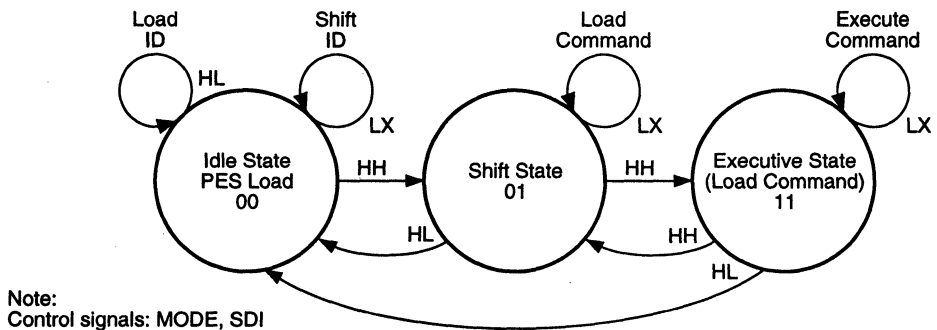 Load
ID
Shift
ID
HL
LX
Load
Command
LX
Execute
Command
LX
Idle State
PES Load
00
HH
Shift State
01
HH
Executive State
(Load Command)
11
HL
HH
HL
Note:
Control signals: MODE, SDI